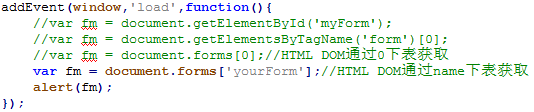 addEvent(window,'load',function(){
//var fm = document.getElementById('myForm');
//var fm = document.getElementsByTagName('form')[0];
//var fm = document.forms[0];//HTML DOM通过0下表获取
var fm = document.forms['yourForm'];//HTML DOM通过name下表获取
alert(fm);
});